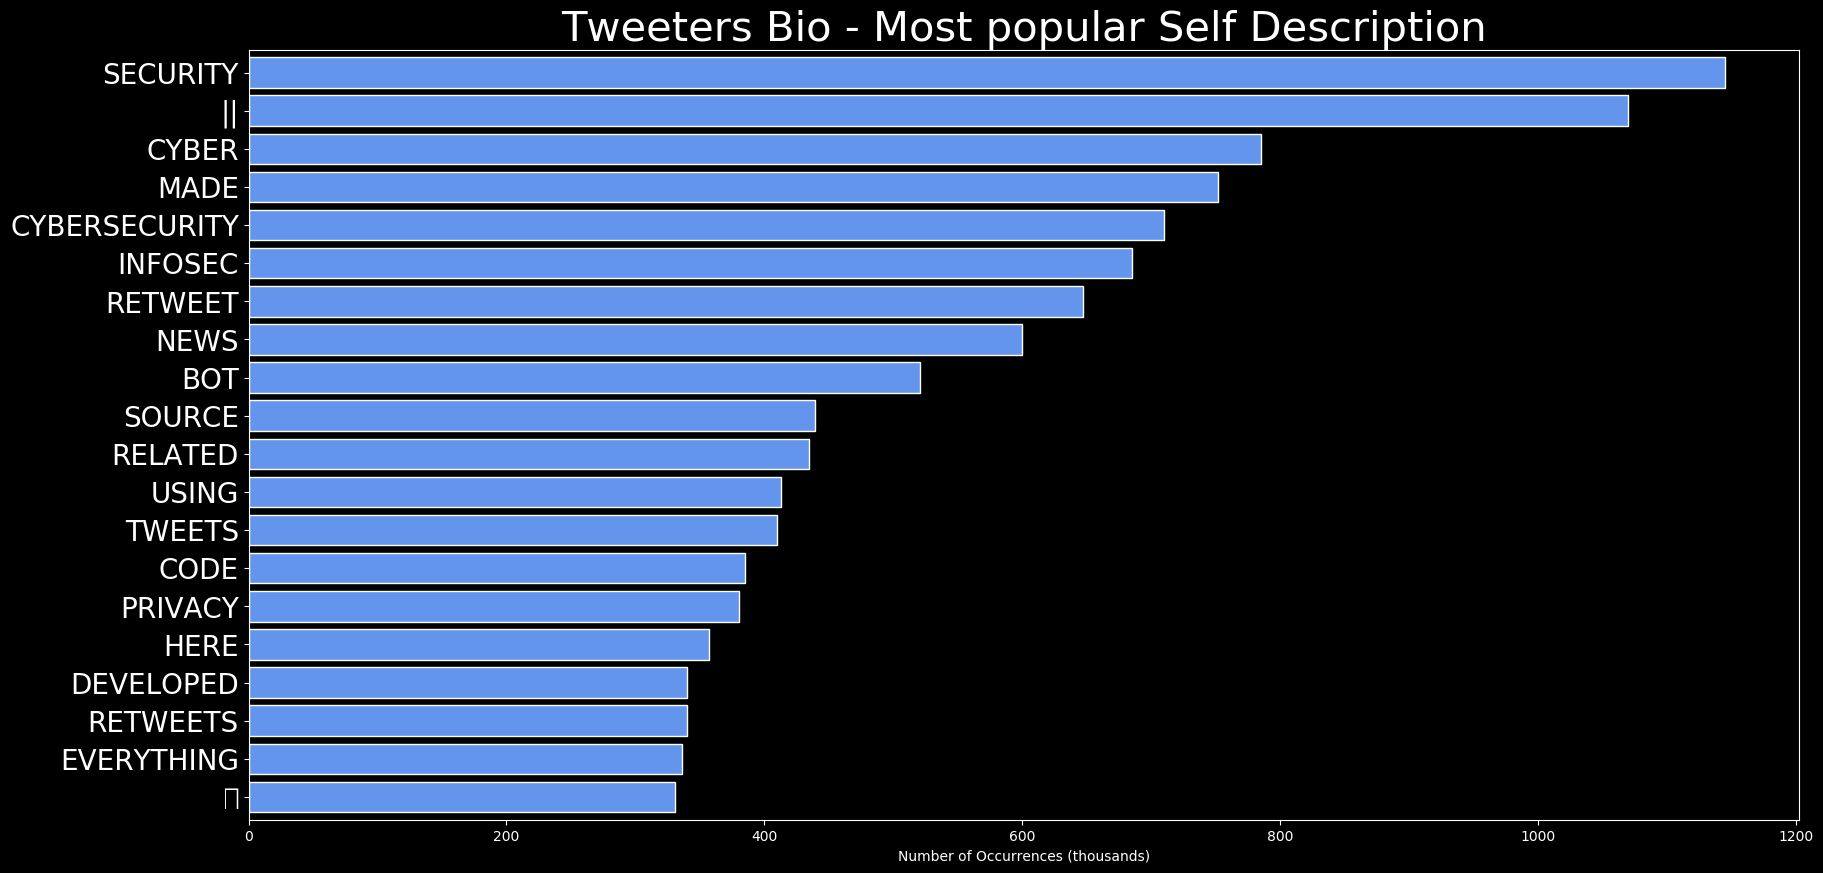 Tweeters Bio - Most popular Self Description
SECURITY
||
CYBER
MADE
CYBERSECURITY
INFOSEC
RETWEET
NEWS
BOT
SOURCE
RELATED
USING
TWEETS
CODE
PRIVACY
HERE
DEVELOPED
RETWEETS
EVERYTHING
0 200 400 600 800 1000 1200
Number of Occurrences (thousands)